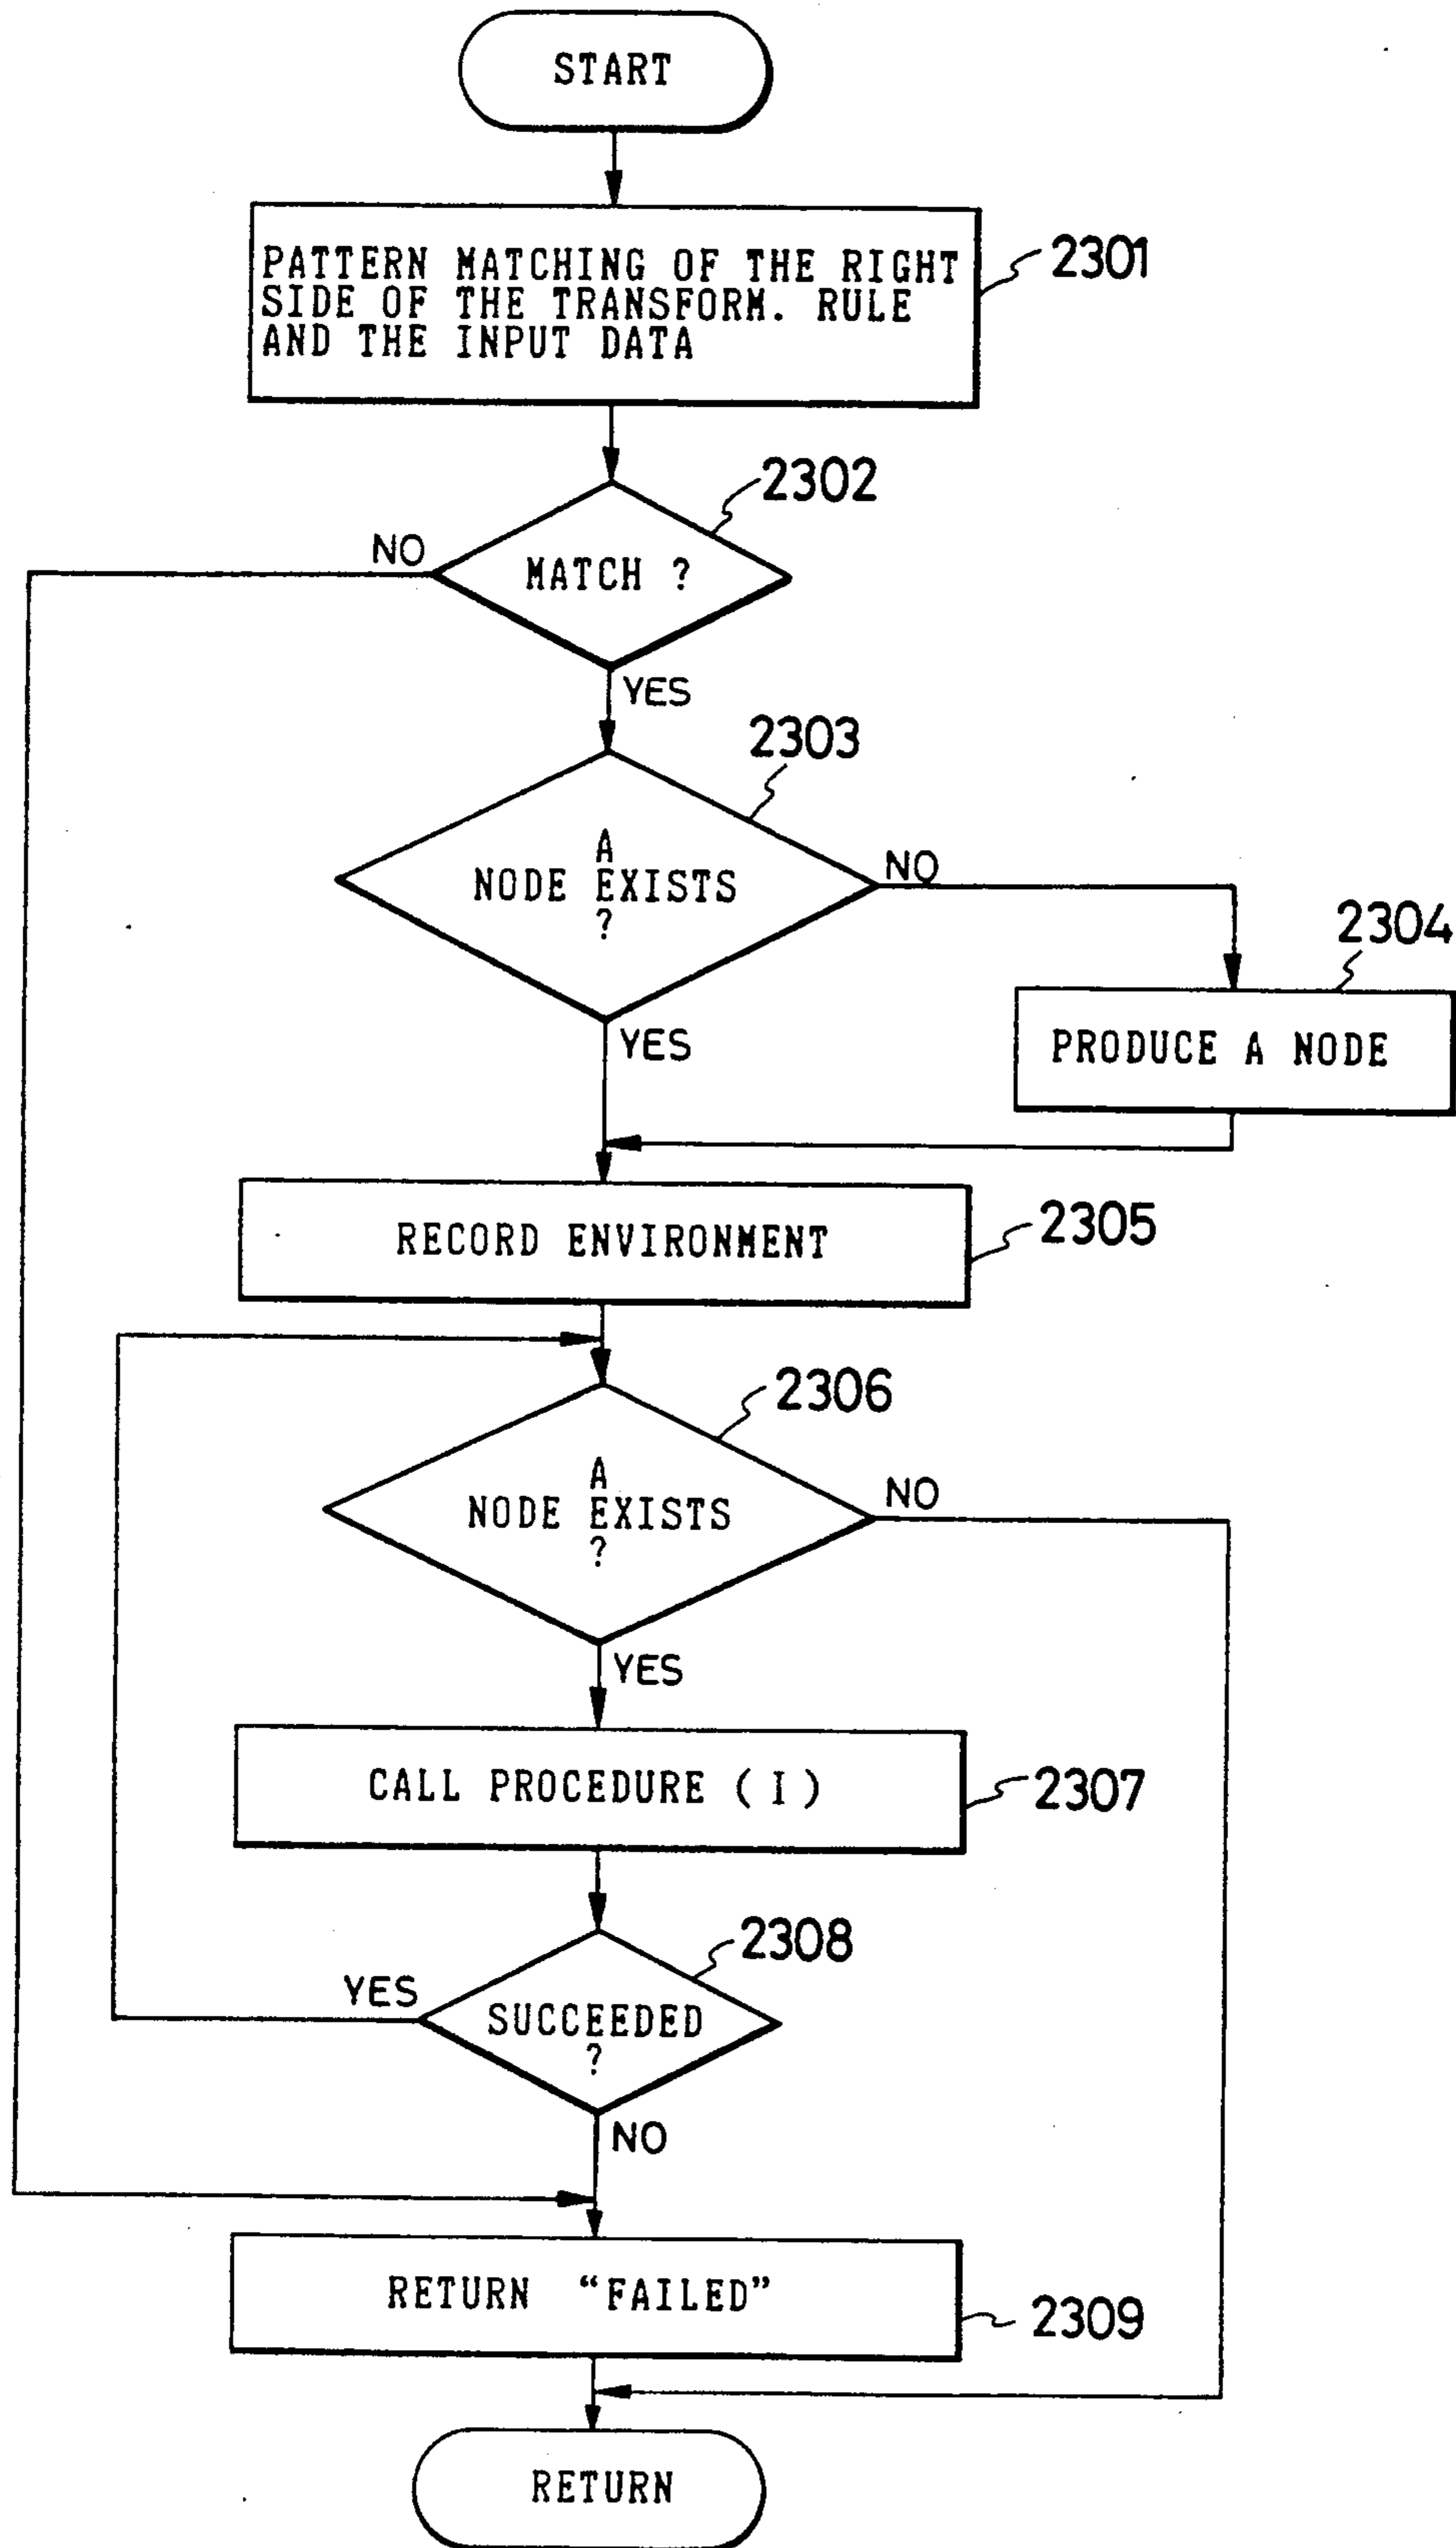 START
PATTERN MATCHING OF THE RIGHT
SIDE OF THE TRANSFORM. RULE
AND THE INPUT DATA
2301
2302
NO
MATCH ?
YES
2303
A
NODE EXISTS
?
NO
2304
YES
PRODUCE A NODE
RECORD ENVIRONMENT
2305
2306
A
NODE EXISTS
?
NO
YES
CALL PROCEDURE (I)
2307
2308
YES
SUCCEEDED
?
NO
RETURN “FAILED”
2309
RETURN